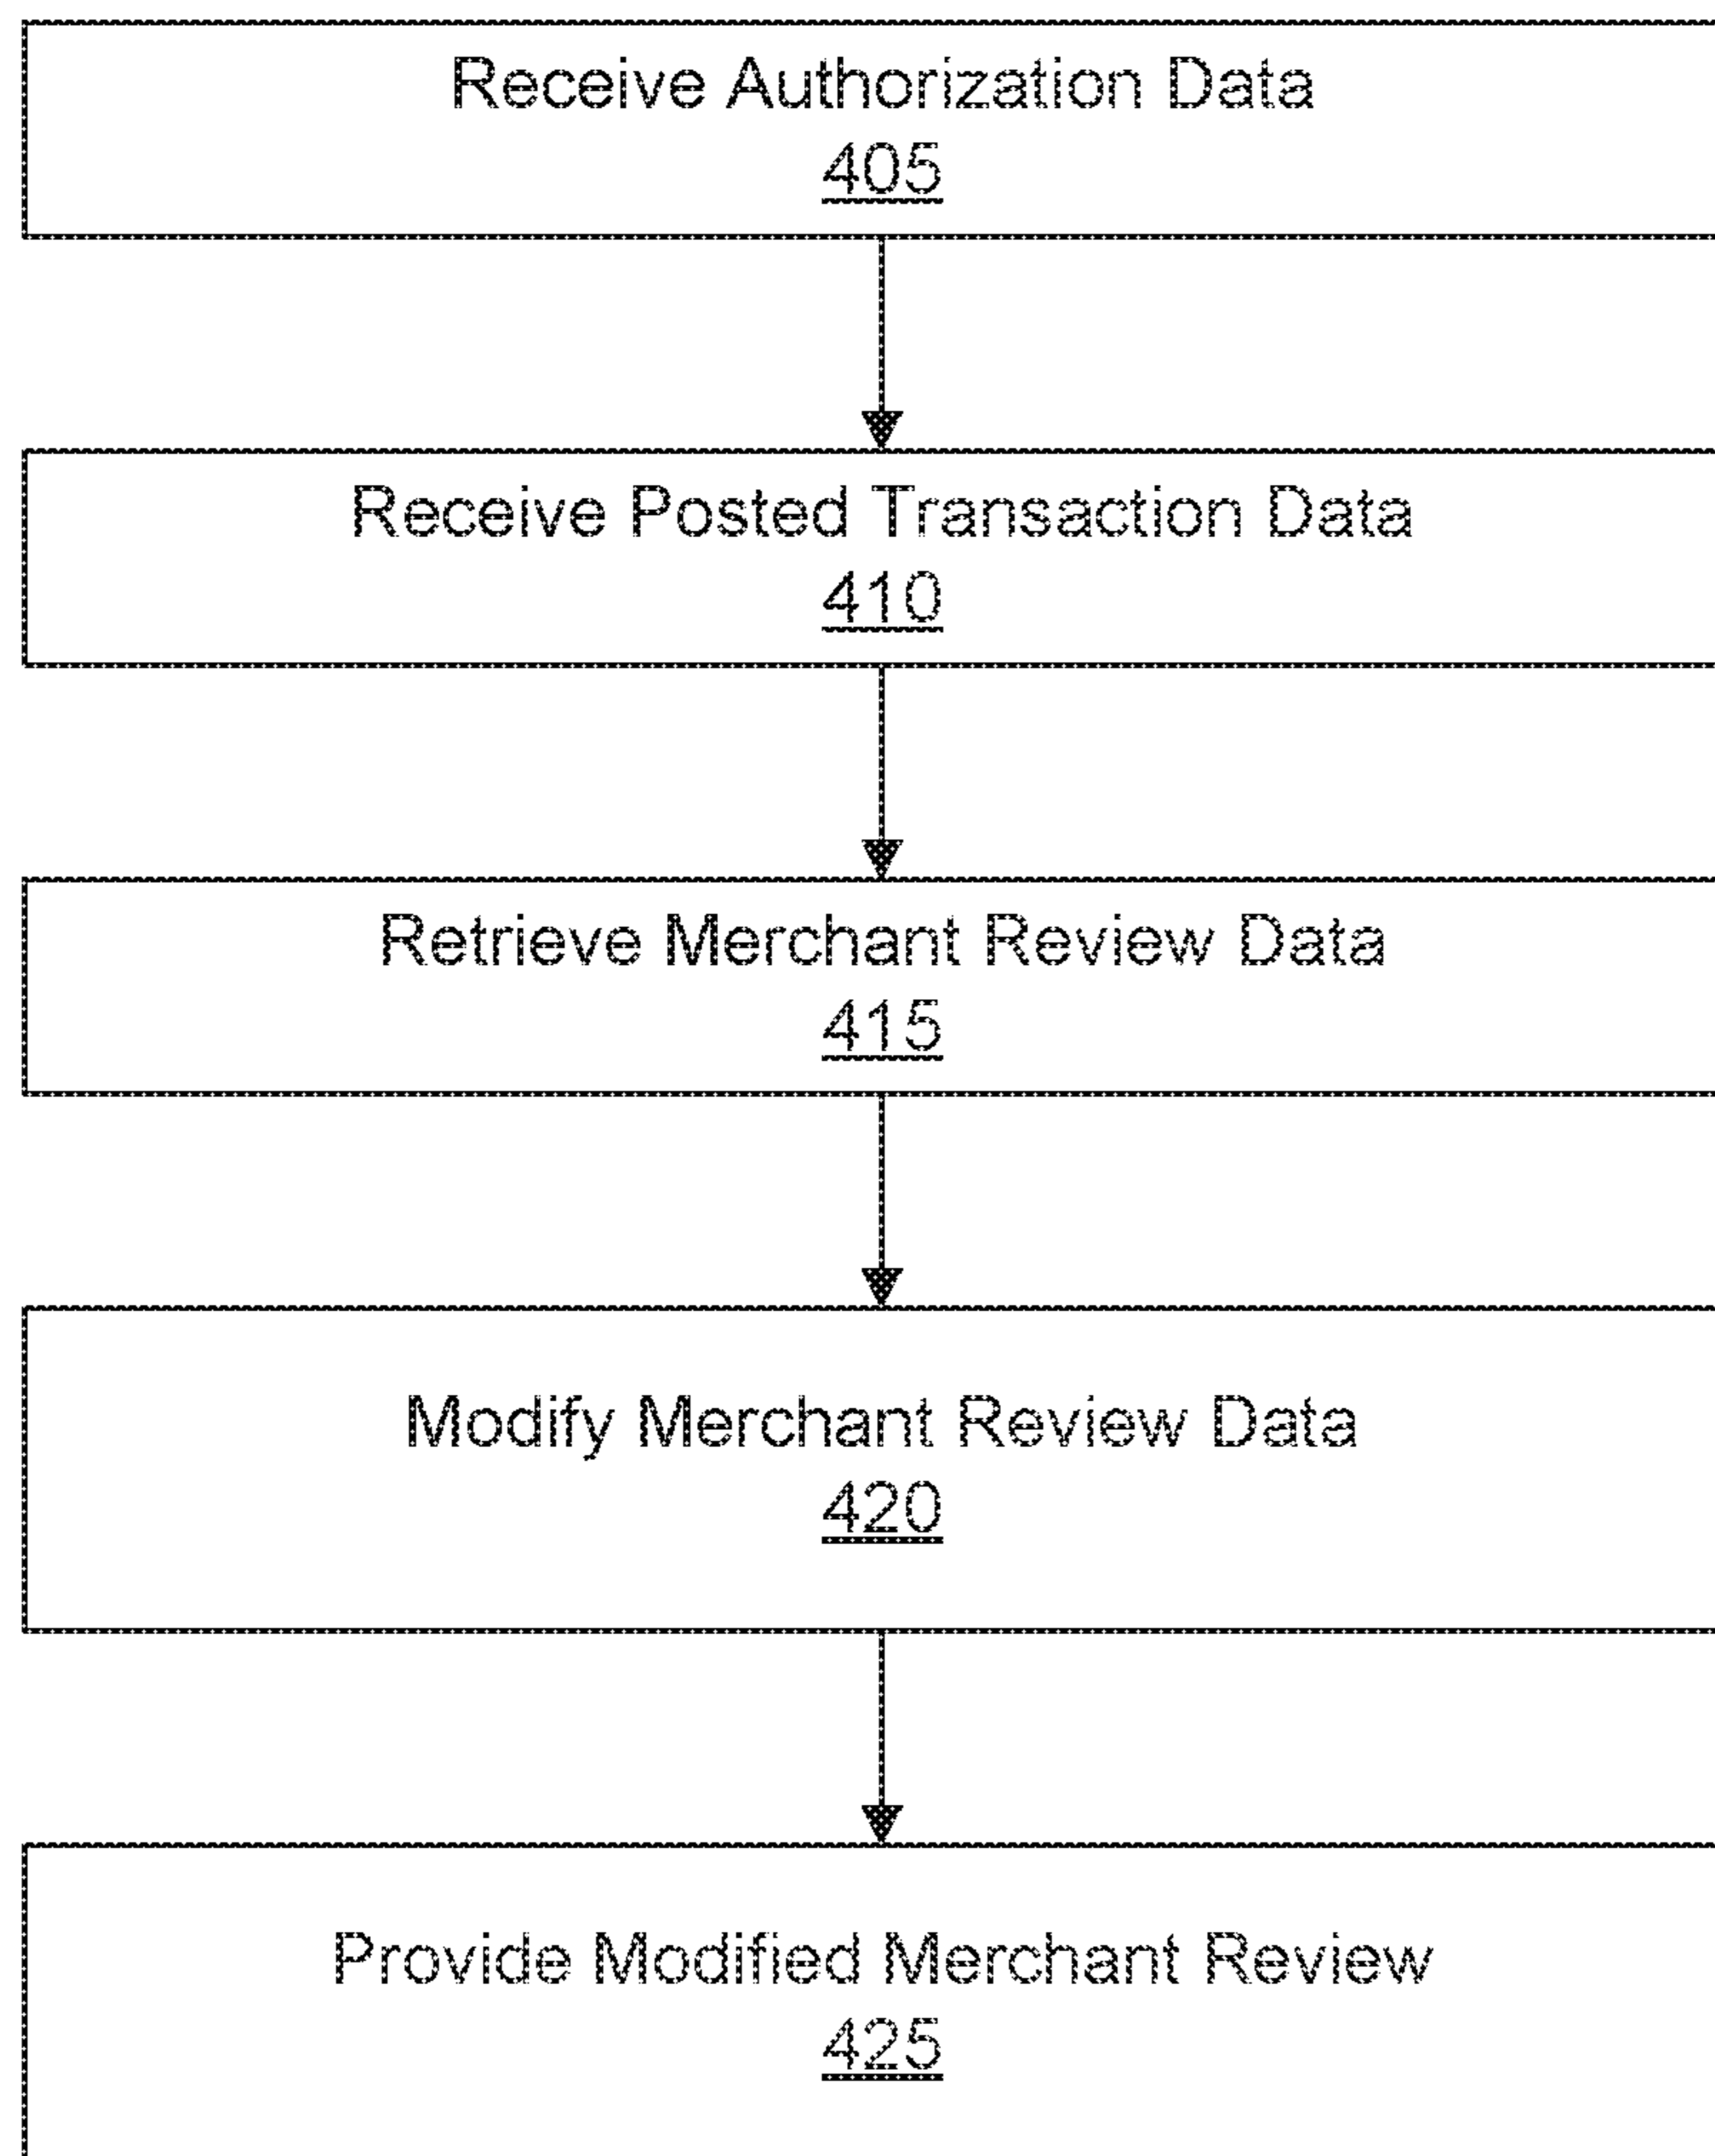 Receive Authorization Data
405
Receive Posted Transaction Data
410
Retrieve Merchant Review Data
415
Modify Merchant Review Data
420
Provide Modified Merchant Review
425